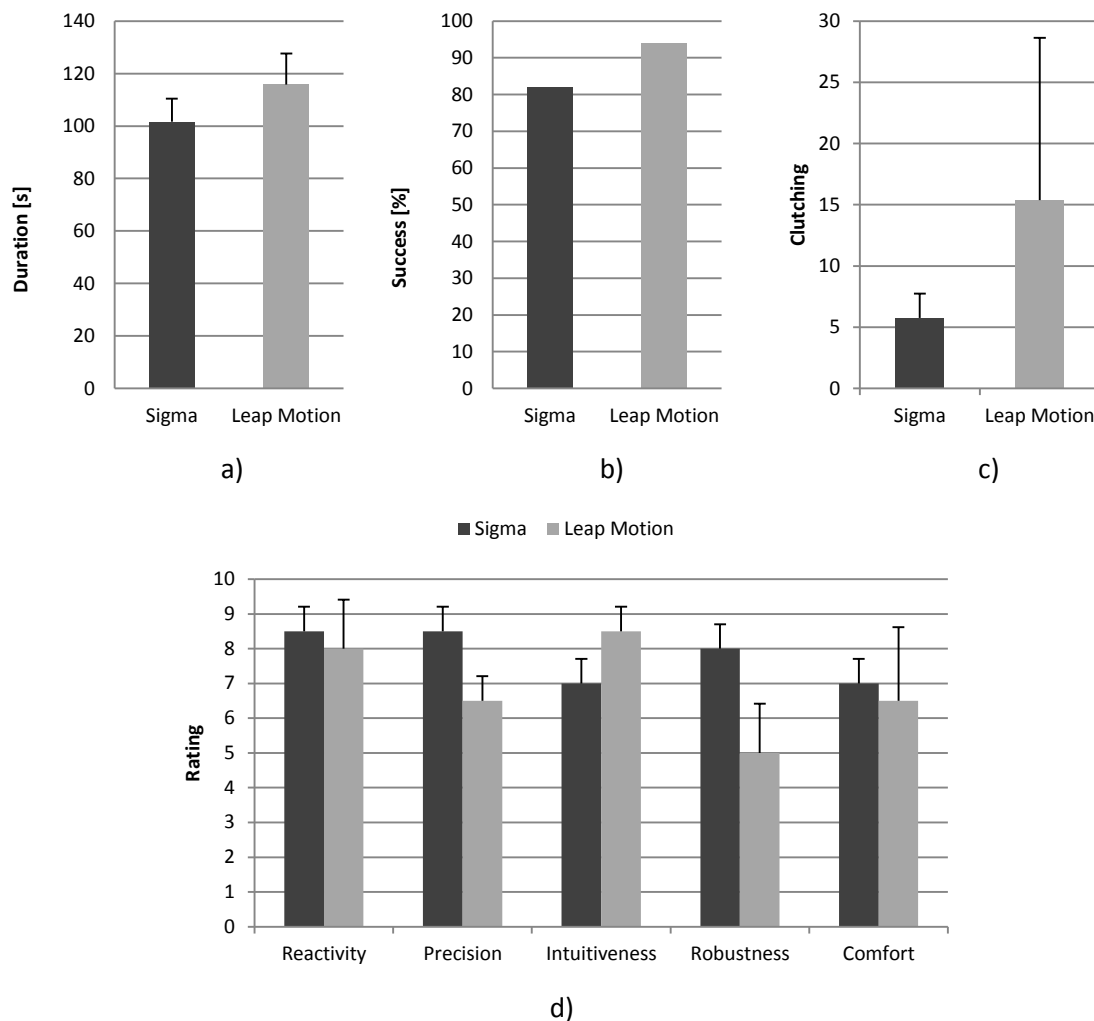 140
120
100
80
60
40
20
0
Duration [s]
Sigma Leap Motion
a)
100
90
80
70
60
50
40
30
20
10
0
Success [%]
Sigma Leap Motion
b)
30
25
20
15
10
5
0
Clutching
Sigma Leap Motion
c)
Sigma Leap Motion
10
9
8
7
6
5
4
3
2
1
0
Rating
Reactivity Precision Intuitiveness Robustness Comfort
d)